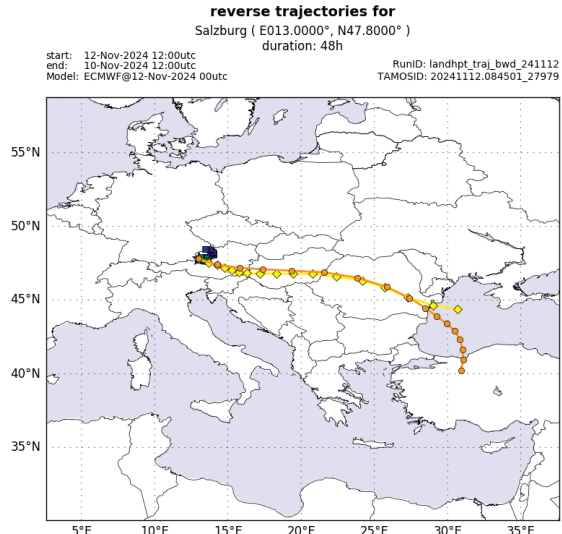 reverse trajectories for
Salzburg ( E013.0000°, N47.8000° )
duration: 48h
start: 12-Nov-2024 12:00utc
end: 10-Nov-2024 12:00utc
Model: ECMWF@12-Nov-2024 00utc
RunID: landhpt_traj_bwd_241112
TAMOSID: 20241112.084501_27979
55°N
50°N
45°N
40°N
35°N
5°E 10°E 15°E 20°E 25°E 30°E 35°E